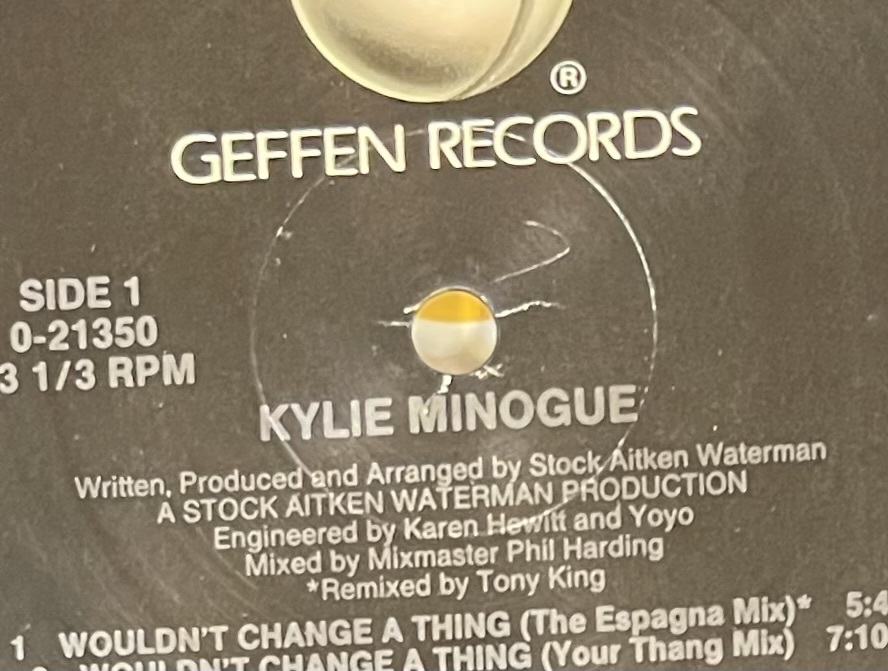 ®
GEFFEN RECORDS
SIDE 1
0-21350
3 1/3 RPM
KYLIE MINOGUE
Written, Produced and Arranged by Stock Aitken Waterman
A STOCK AITKEN WATERMAN PRODUCTION
Engineered by Karen Hewitt and Yoyo
Mixed by Mixmaster Phil Harding
*Remixed by Tony King
1 WOULDN'T CHANGE A THING (The Espagna Mix)* 5:4
WOULDN'T CHANGE A THING (Your Thang Mix) 7:10